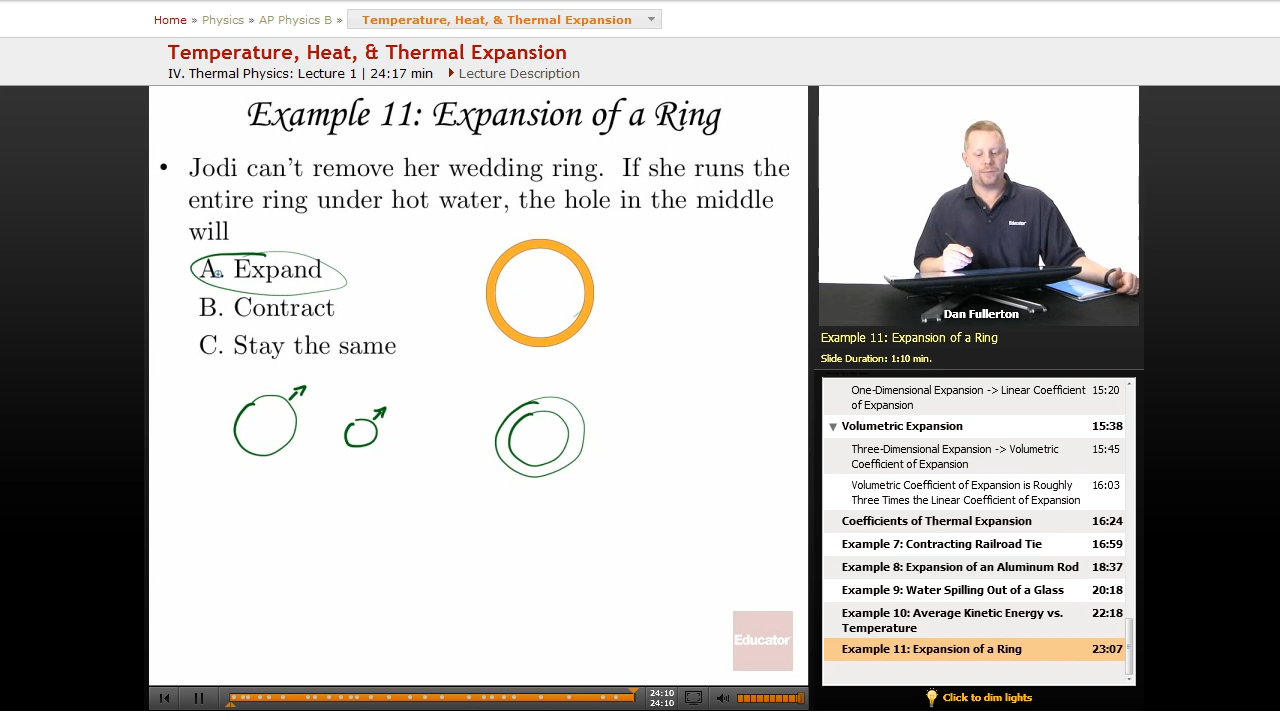 Home » Physics » AP Physics B » Temperature, Heat, & Thermal Expansion
Temperature, Heat, & Thermal Expansion
IV. Thermal Physics: Lecture 1 | 24:17 min Lecture Description
Example 11: Expansion of a Ring
• Jodi can't remove her wedding ring. If she runs the
entire ring under hot water, the hole in the middle
will
A. Expand
B. Contract
C. Stay the same
Educator
Educator
Dan Fullerton
Example 11: Expansion of a Ring
Slide Duration: 1:10 min.
One-Dimensional Expansion -> Linear Coefficient 15:20
of Expansion
Volumetric Expansion 15:38
Three-Dimensional Expansion -> Volumetric 15:45
Coefficient of Expansion
Volumetric Coefficient of Expansion is Roughly 16:03
Three Times the Linear Coefficient of Expansion
Coefficients of Thermal Expansion 16:24
Example 7: Contracting Railroad Tie 16:59
Example 8: Expansion of an Aluminum Rod 18:37
Example 9: Water Spilling Out of a Glass 20:18
Example 10: Average Kinetic Energy vs. 22:18
Temperature
Example 11: Expansion of a Ring 23:07
24:10
24:10
Click to dim lights